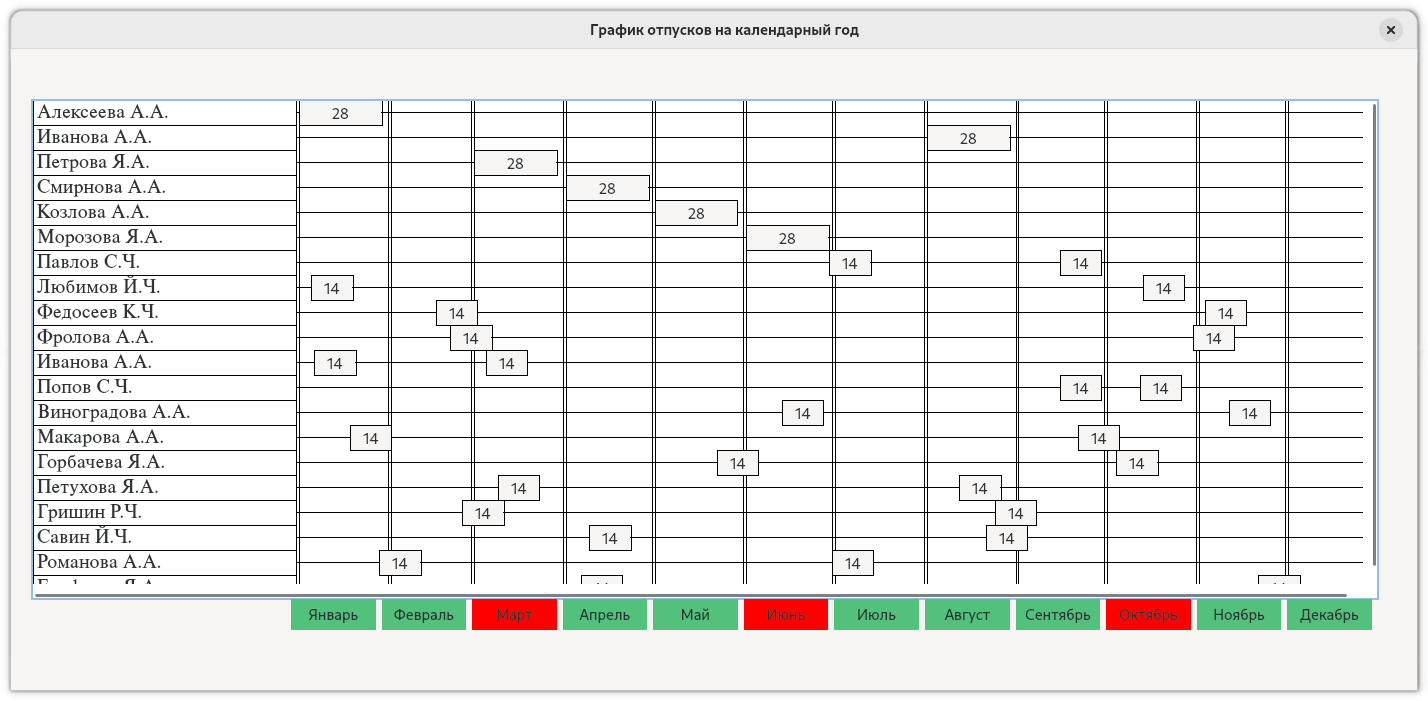 График отпусков на календарный год
Алексеева А.А. 28
Иванова А.А. 28
Петрова Я.А. 28
Смирнова А.А. 28
Козлова А.А. 28
Морозова Я.А. 28
Павлов С.Ч. 14 14
Любимов Й.Ч. 14 14
Федосеев К.Ч. 14 14
Фролова А.А. 14 14
Иванова А.А. 14 14
Попов С.Ч. 14 14
Виноградова А.А. 14 14
Макарова А.А. 14 14
Горбачева Я.А. 14 14
Петухова Я.А. 14 14
Гришин Р.Ч. 14 14
Савин Й.Ч. 14 14
Романова А.А. 14 14
Январь Февраль Март Апрель Май Июнь Июль Август Сентябрь Октябрь Ноябрь Декабрь